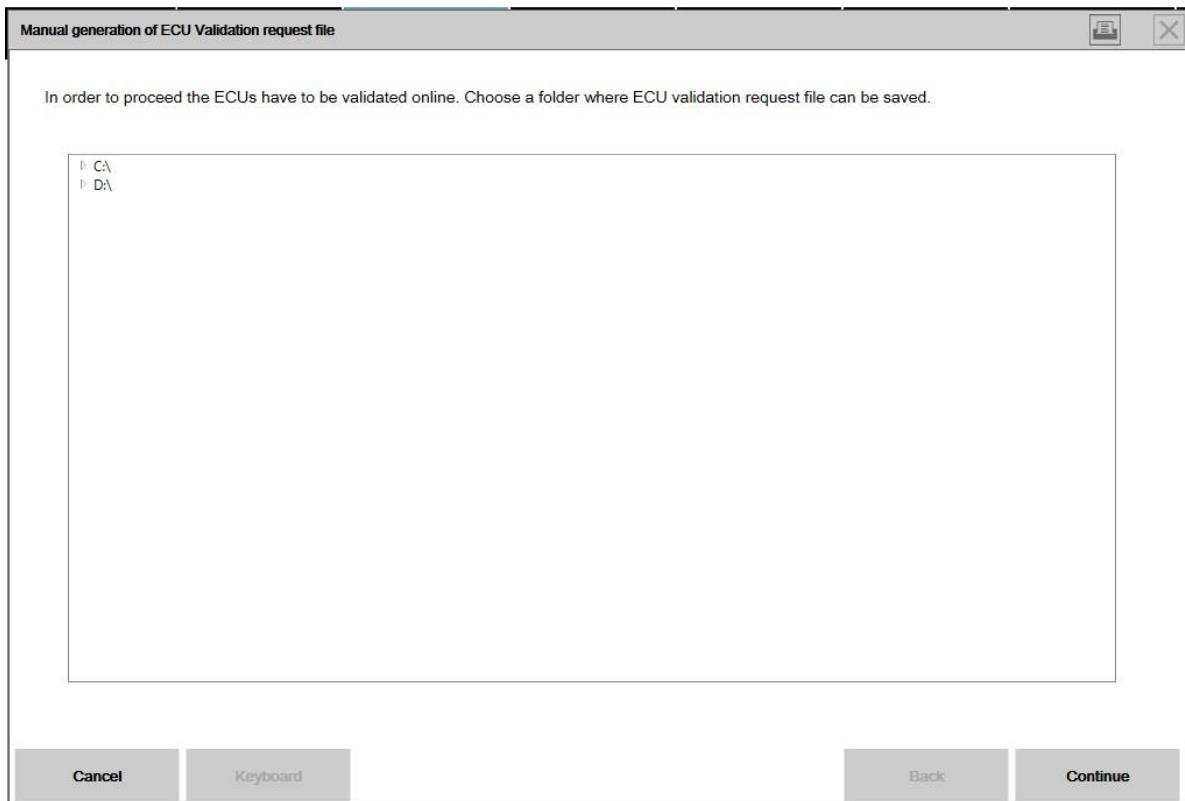 Manual generation of ECU Validation request file
In order to proceed the ECUs have to be validated online. Choose a folder where ECU validation request file can be saved.
C:\
D:\
Cancel
Keyboard
Back
Continue